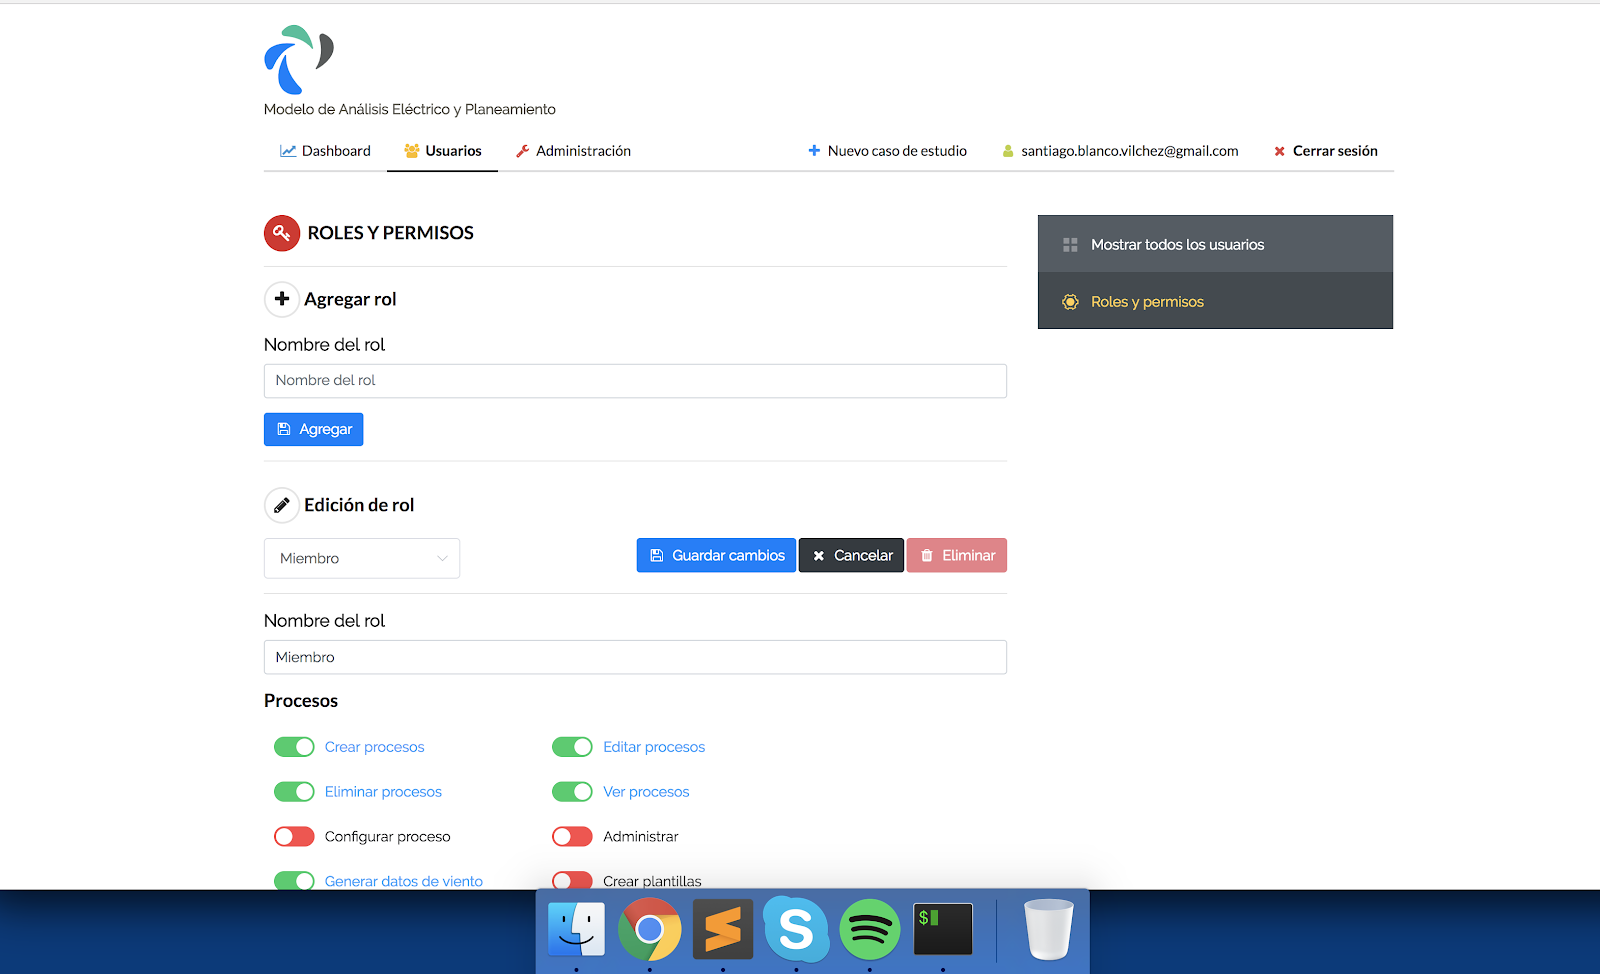 Modelo de Análisis Eléctrico y Planeamiento
Dashboard Usuarios Administración Nuevo caso de estudio santiago.blanco.vilchez@gmail.com Cerrar sesión
ROLES Y PERMISOS
Mostrar todos los usuarios
Roles y permisos
Agregar rol
Nombre del rol
Nombre del rol
Agregar
Edición de rol
Miembro Guardar cambios Cancelar Eliminar
Nombre del rol
Miembro
Procesos
Crear procesos Editar procesos
Eliminar procesos Ver procesos
Configurar proceso Administrar
Generar datos de viento Crear plantillas
$